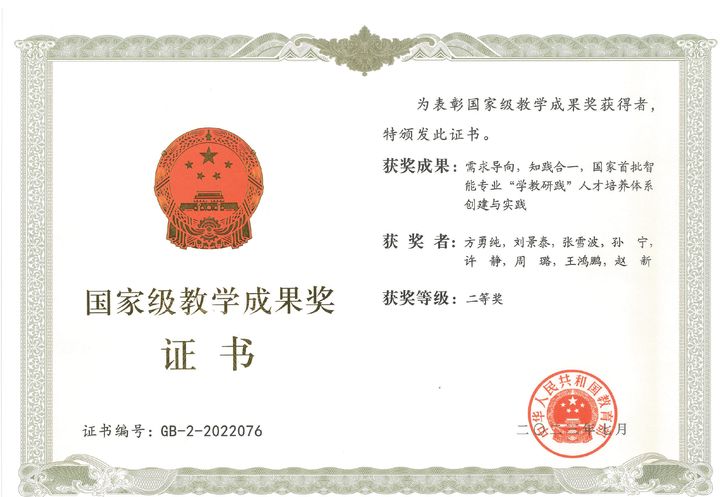 国家级教学成果奖
证书
证书编号：GB-2-2022076
为表彰国家级教学成果奖获得者，
特颁发此证书。
获奖成果：需求导向，知践合一，国家首批智
能专业“学教研践”人才培养体系
创建与实践
获奖者：方勇纯，刘景泰，张雪波，孙宁，
许静，周璐，王鸿鹏，赵新
获奖等级：二等奖
中华人民共和国教育部
二〇二三年七月